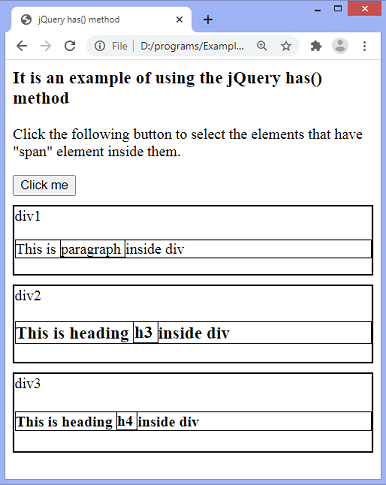 jQuery has() method
File | D:/programs/Exampl...
It is an example of using the jQuery has()
method
Click the following button to select the elements that have
"span" element inside them.
Click me
div1
This is paragraph inside div
div2
This is heading h3 inside div
div3
This is heading h4 inside div